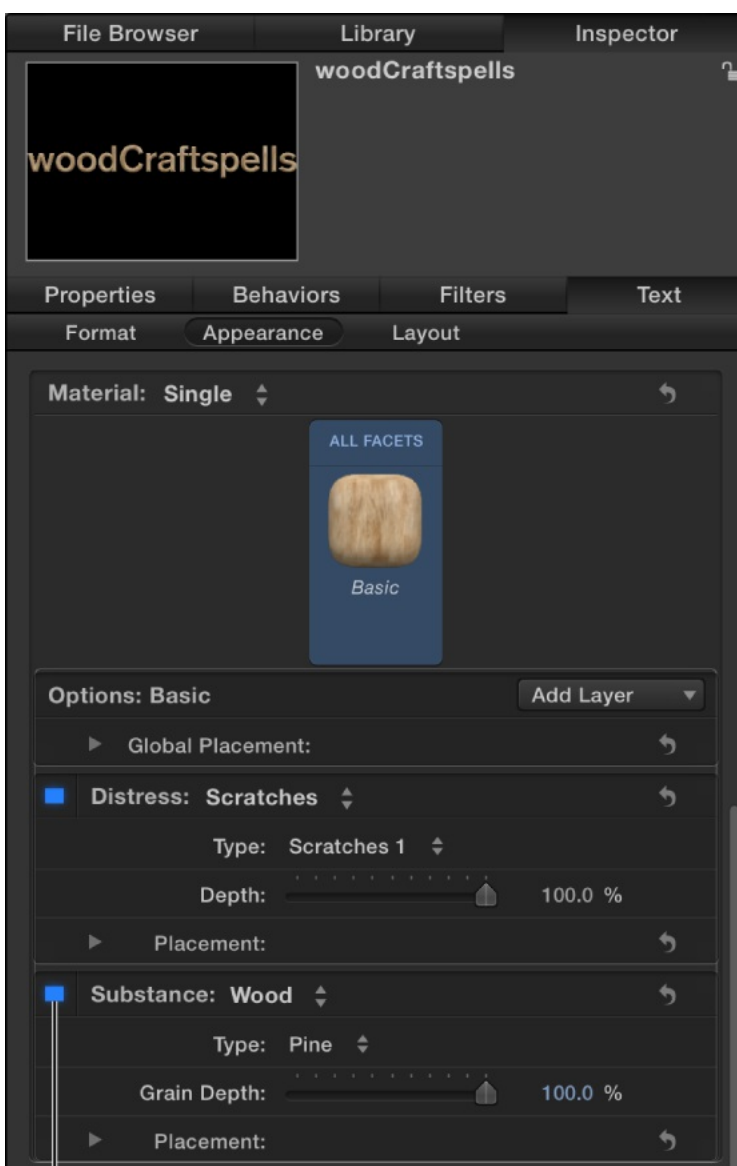 File Browser Library Inspector
woodCraftspells
woodCraftspells
Properties Behaviors Filters Text
Format Appearance Layout
Material: Single
ALL FACETS
Basic
Options: Basic Add Layer
Global Placement:
Distress: Scratches
Type: Scratches 1
Depth: 100.0 %
Placement:
Substance: Wood
Type: Pine
Grain Depth: 100.0 %
Placement: